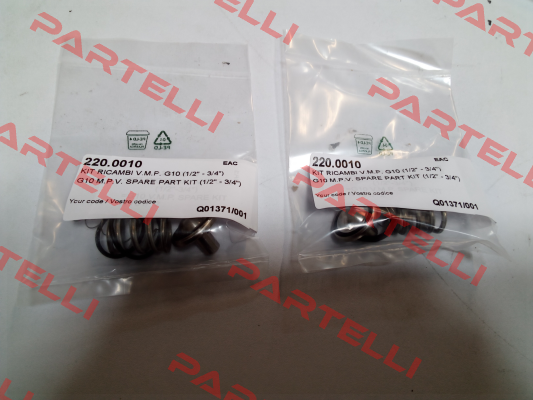 220.0010
EAC
KIT RICAMBI V.M.P. G10 (1/2" - 3/4")
G10 M.P.V. SPARE PART KIT (1/2" - 3/4")
Your code / Vostro codice
Q01371/001
220.0010
EAC
KIT RICAMBI V.M.P. G10 (1/2" - 3/4")
G10 M.P.V. SPARE PART KIT (1/2" - 3/4")
Your code / Vostro codice
Q01371/001
PARTELLI
PARTELLI
PARTELLI
PARTELLI